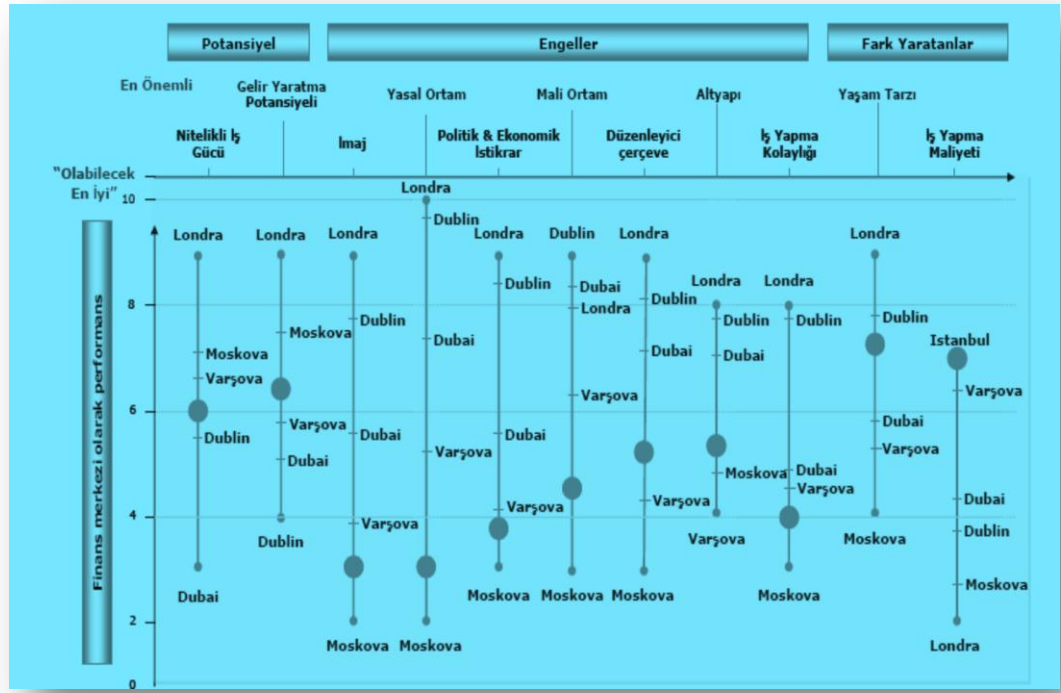 Potansiyel
Engeller
Fark Yaratanlar
En Önemli
Gelir Yaratma
Potansiyeli
Yasal Ortam
Mali Ortam
Altyapı
Yaşam Tarzı
Nitelikli İş
Gücü
İmaj
Politik & Ekonomik
İstikrar
Düzenleyici
çerçeve
İş Yapma
Kolaylığı
İş Yapma
Maliyeti
"Olabilecek
En İyi"
10
8
6
4
2
0
Finans merkezi olarak performans
Londra
Moskova
Varşova
Dublin
Dubai
Londra
Moskova
Varşova
Dubai
Dublin
Londra
Dublin
Dubai
Varşova
Moskova
Londra
Dublin
Dubai
Varşova
Moskova
Londra
Dublin
Dubai
Varşova
Moskova
Dublin
Dubai
Londra
Varşova
Moskova
Londra
Dublin
Dubai
Varşova
Moskova
Londra
Dublin
Dubai
Moskova
Varşova
Londra
Dublin
Dubai
Varşova
Moskova
Londra
Dublin
Dubai
Varşova
Moskova
İstanbul
Varşova
Dubai
Dublin
Moskova
Londra